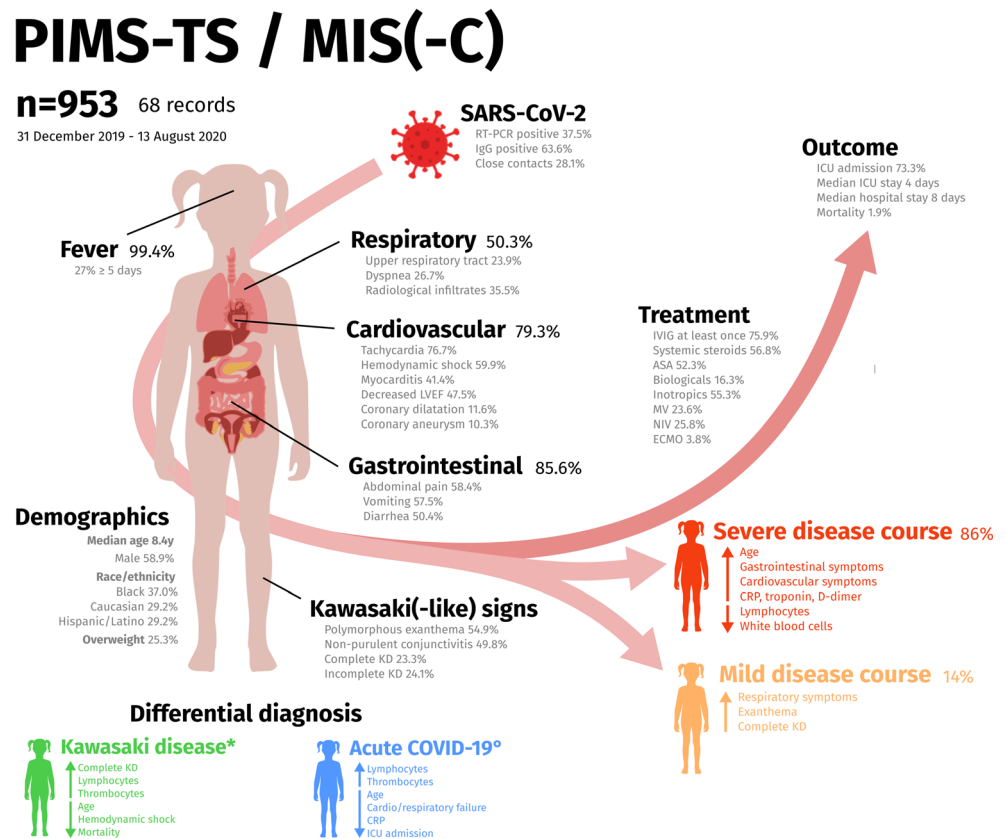 PIMS-TS / MIS(-C)
n=953 68 records
31 December 2019 - 13 August 2020
SARS-CoV-2
RT-PCR positive 37.5%
IgG positive 63.6%
Close contacts 28.1%
Outcome
ICU admission 73.3%
Median ICU stay 4 days
Median hospital stay 8 days
Mortality 1.9%
Fever 99.4%
27% ≥ 5 days
Respiratory 50.3%
Upper respiratory tract 23.9%
Dyspnea 26.7%
Radiological infiltrates 35.5%
Cardiovascular 79.3%
Tachycardia 76.7%
Hemodynamic shock 59.9%
Myocarditis 41.4%
Decreased LVEF 47.5%
Coronary dilatation 11.6%
Coronary aneurysm 10.3%
Treatment
IVIG at least once 75.9%
Systemic steroids 56.8%
ASA 52.3%
Biologicals 16.3%
Inotropics 55.3%
MV 23.6%
NIV 25.8%
ECMO 3.8%
Gastrointestinal 85.6%
Abdominal pain 58.4%
Vomiting 57.5%
Diarrhea 50.4%
Demographics
Median age 8.4y
Male 58.9%
Race/ethnicity
Black 37.0%
Caucasian 29.2%
Hispanic/Latino 29.2%
Overweight 25.3%
Kawasaki(-like) signs
Polymorphous exanthema 54.9%
Non-purulent conjunctivitis 49.8%
Complete KD 23.3%
Incomplete KD 24.1%
Severe disease course 86%
Age
Gastrointestinal symptoms
Cardiovascular symptoms
CRP, troponin, D-dimer
Lymphocytes
White blood cells
Mild disease course 14%
Respiratory symptoms
Exanthema
Complete KD
Differential diagnosis
Kawasaki disease*
Complete KD
Lymphocytes
Thrombocytes
Age
Hemodynamic shock
Mortality
Acute COVID-19°
Lymphocytes
Thrombocytes
Age
Cardio/respiratory failure
CRP
ICU admission